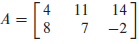 A = [ 4 11 14
8 7 −2 ]